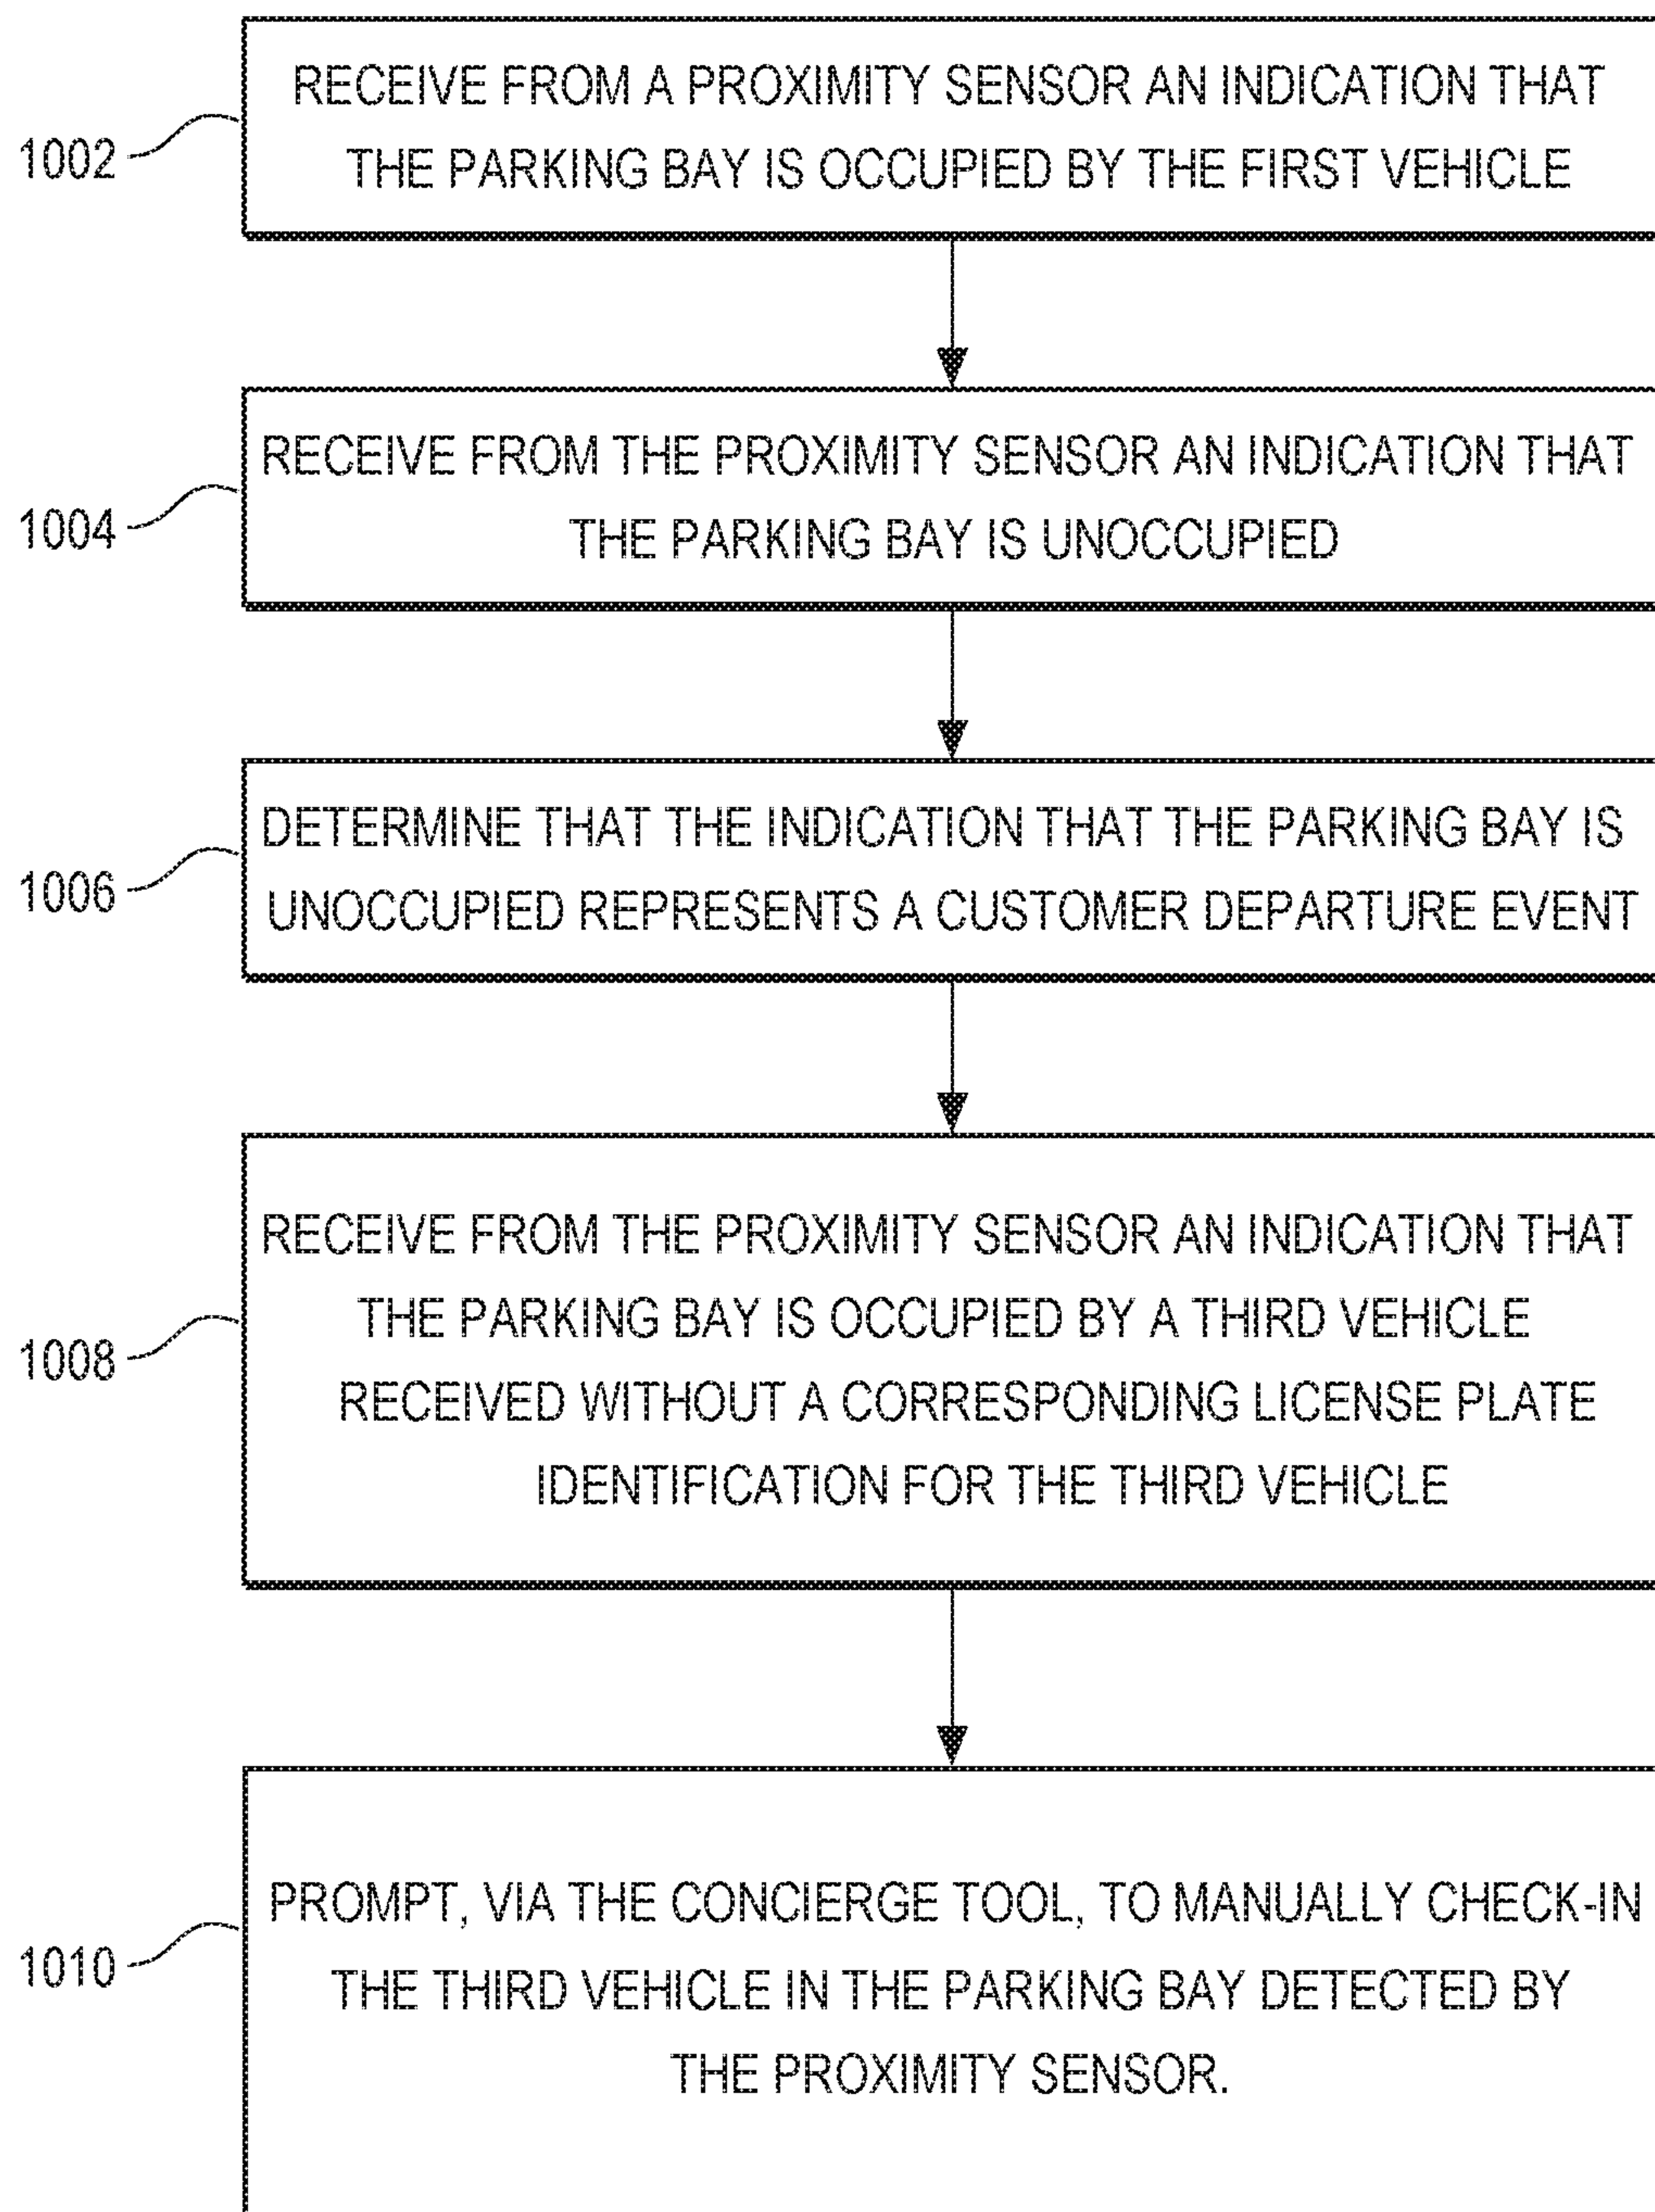 RECEIVE FROM A PROXIMITY SENSOR AN INDICATION THAT
THE PARKING BAY IS OCCUPIED BY THE FIRST VEHICLE
1002
RECEIVE FROM THE PROXIMITY SENSOR AN INDICATION THAT
THE PARKING BAY IS UNOCCUPIED
1004
DETERMINE THAT THE INDICATION THAT THE PARKING BAY IS
UNOCCUPIED REPRESENTS A CUSTOMER DEPARTURE EVENT
1006
RECEIVE FROM THE PROXIMITY SENSOR AN INDICATION THAT
THE PARKING BAY IS OCCUPIED BY A THIRD VEHICLE
RECEIVED WITHOUT A CORRESPONDING LICENSE PLATE
IDENTIFICATION FOR THE THIRD VEHICLE
1008
PROMPT, VIA THE CONCIERGE TOOL, TO MANUALLY CHECK-IN
THE THIRD VEHICLE IN THE PARKING BAY DETECTED BY
THE PROXIMITY SENSOR.
1010